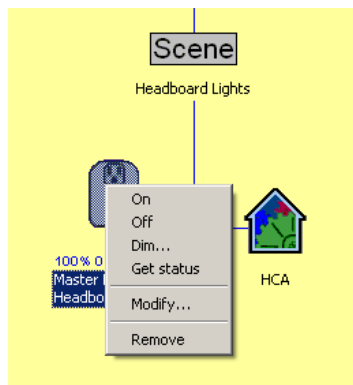 Scene
Headboard Lights
On
Off
Dim...
Get status
Modify...
Remove
100% 0
Master
Headbo
HCA